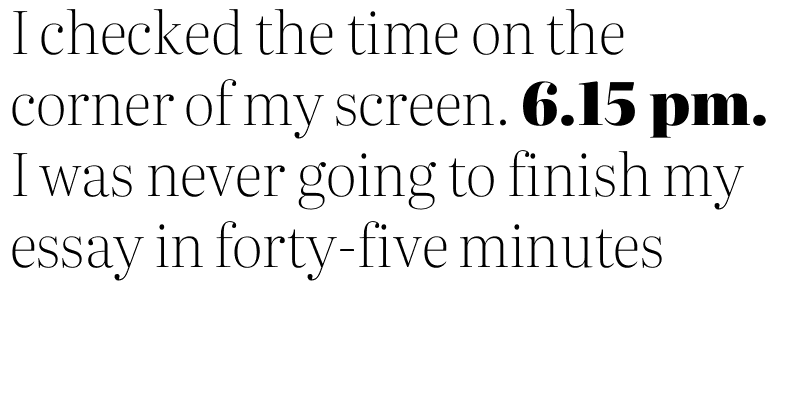 I checked the time on the
corner of my screen. 6.15 pm.
I was never going to finish my
essay in forty-five minutes